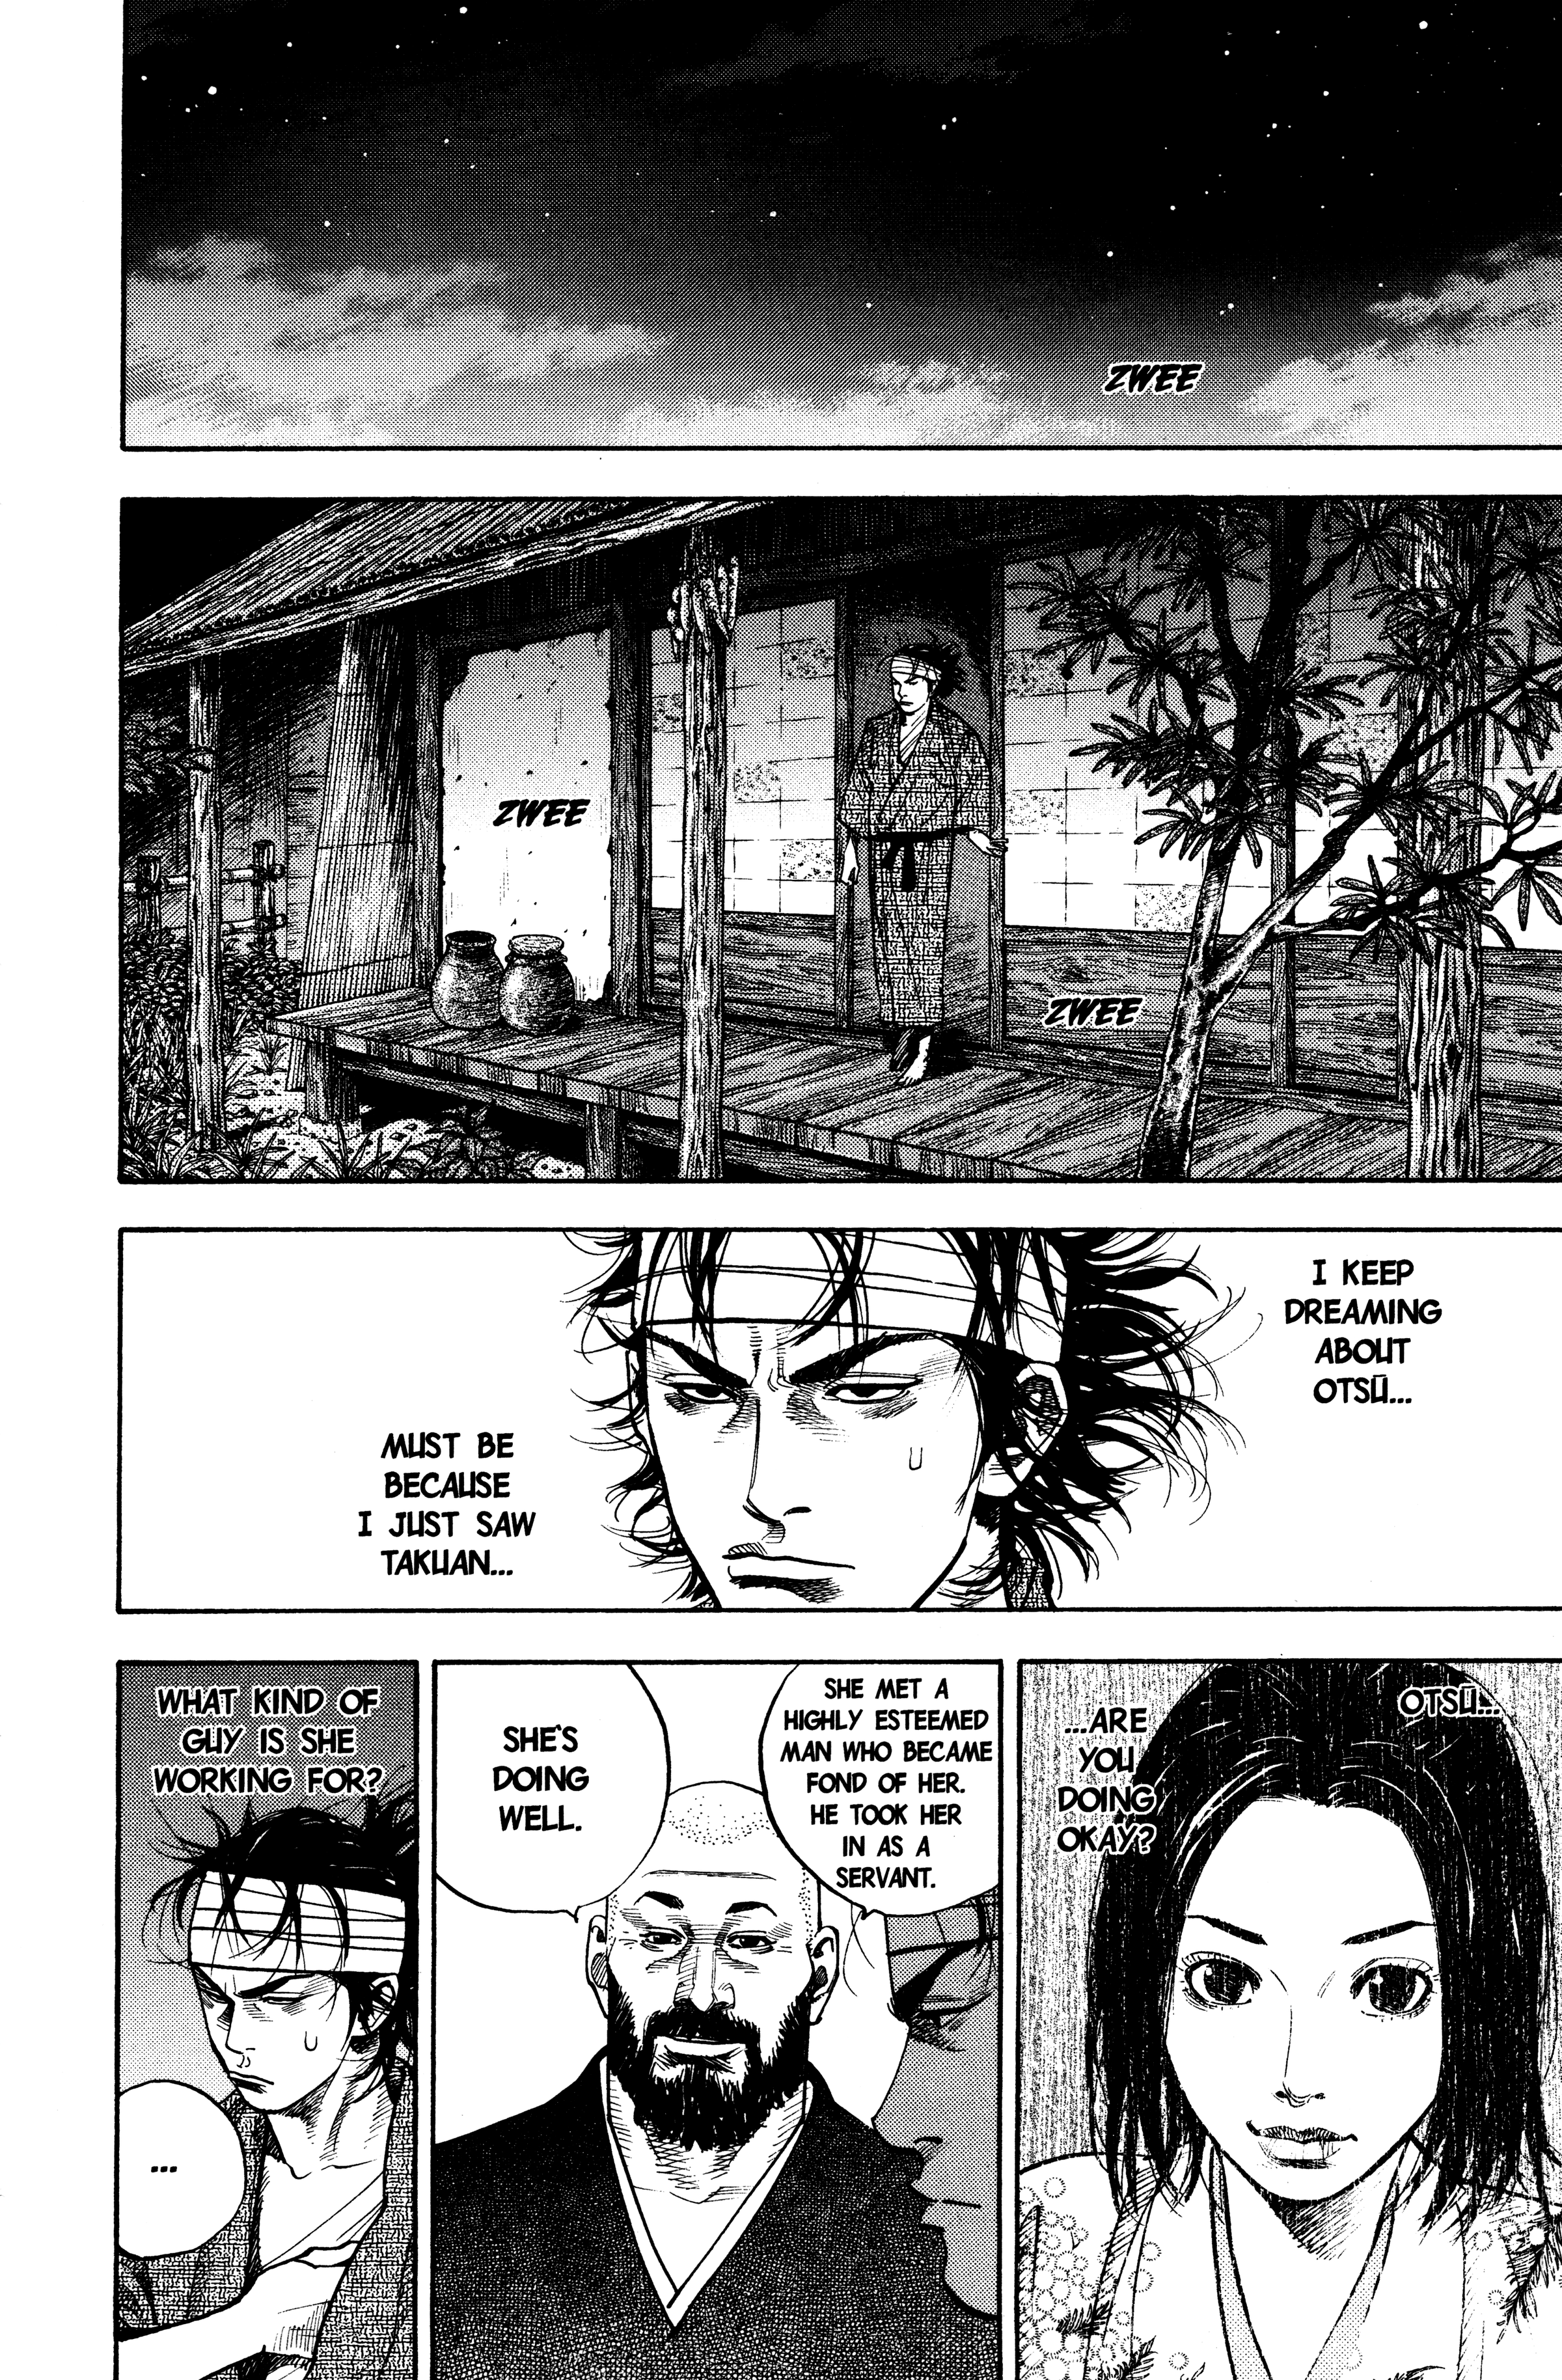 ZWEE
ZWEE
ZWEE
I KEEP
DREAMING
ABOUT
OTSŪ...
MUST BE
BECAUSE
I JUST SAW
TAKUAN...
OTSŪ...
...ARE
YOU
DOING
OKAY?
SHE MET A
HIGHLY ESTEEMED
MAN WHO BECAME
FOND OF HER.
HE TOOK HER
IN AS A
SERVANT.
SHE'S
DOING
WELL.
WHAT KIND OF
GUY IS SHE
WORKING FOR?
...